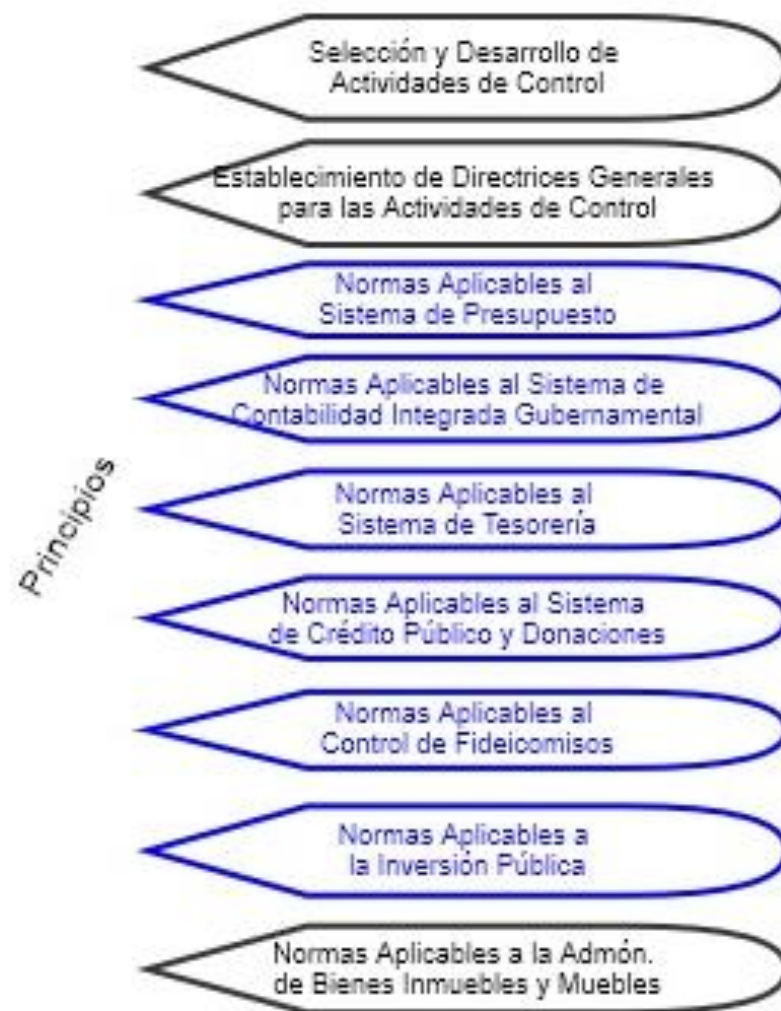 Selección y Desarrollo de
Actividades de Control
Establecimiento de Directrices Generales
para las Actividades de Control
Normas Aplicables al
Sistema de Presupuesto
Normas Aplicables al Sistema de
Contabilidad Integrada Gubernamental
Principios
Normas Aplicables al
Sistema de Tesorería
Normas Aplicables al Sistema
de Crédito Público y Donaciones
Normas Aplicables al
Control de Fideicomisos
Normas Aplicables a
la Inversión Pública
Normas Aplicables a la Admón.
de Bienes Inmuebles y Muebles